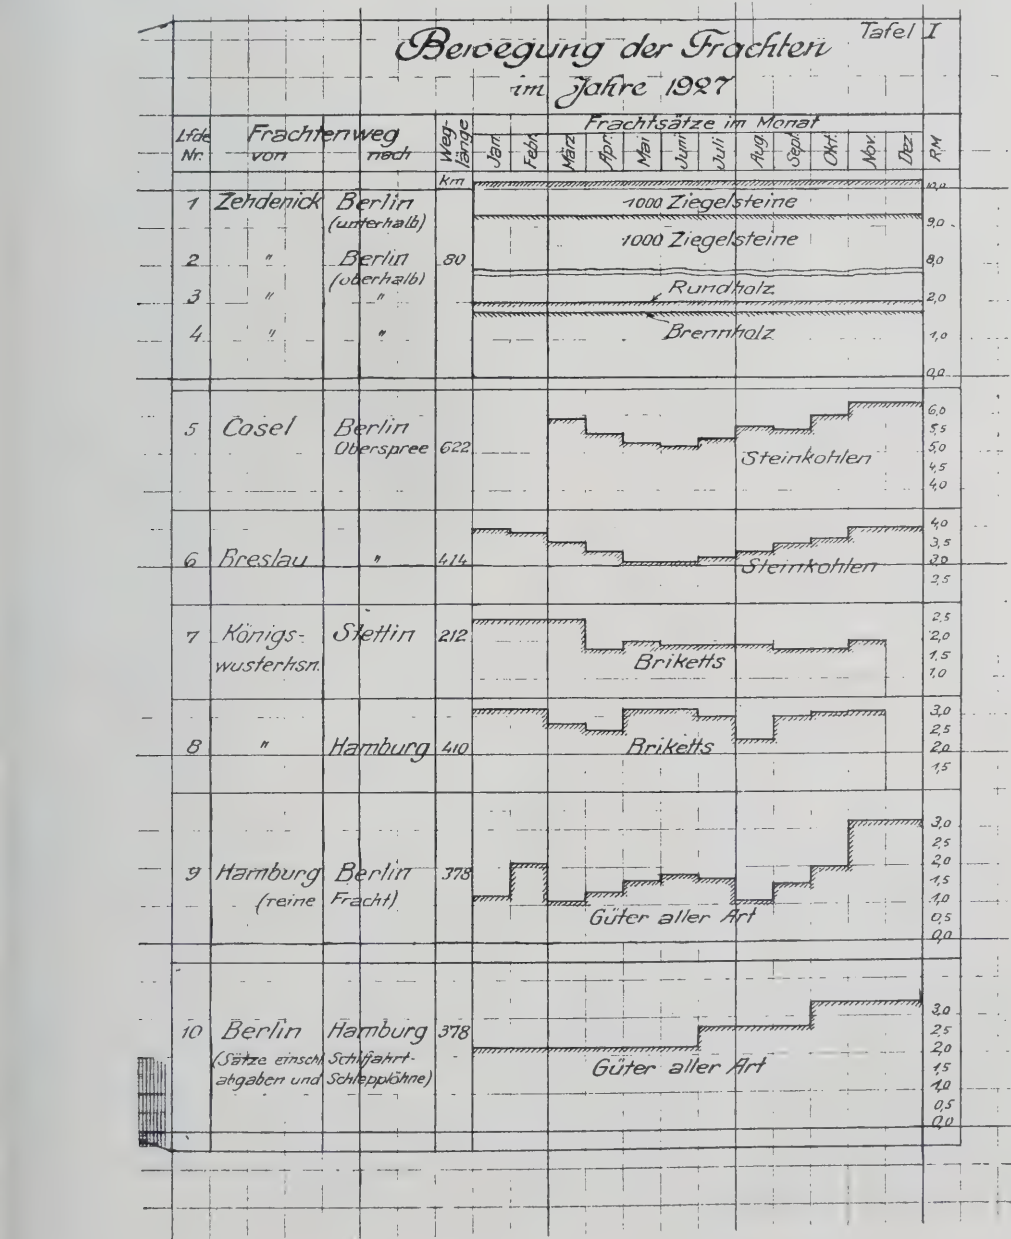 Tafel I
Bewegung der Frachten
im Jahre 1927
Lfde Nr. Frachtenweg von nach Weg-länge Frachtsätze im Monat
Jan. Febr. März Apr. Mai Juni Juli Aug. Sept. Okt. Nov. Dez. R.M
km
1 Zehdenick Berlin 1000 Ziegelsteine 10,0
(unterhalb) 9,0
1000 Ziegelsteine
2 " Berlin 80 8,0
(oberhalb) Rundholz
3 " " 2,0
4 " " Brennholz 1,0
0,0
5 Cosel Berlin 6,0
Oberspree 622 5,5
Steinkohlen 5,0
4,5
4,0
4,0
3,5
6 Breslau " 414 Steinkohlen 3,0
2,5
2,5
7 Königs- Stettin 212 2,0
wusterhsn. Briketts 1,5
1,0
3,0
2,5
8 " Hamburg 410 Briketts 2,0
1,5
3,0
2,5
2,0
9 Hamburg Berlin 378 1,5
(reine Fracht) 1,0
Güter aller Art 0,5
0,0
3,0
10 Berlin Hamburg 378 2,5
2,0
(Sätze einschl. Schiffahrt- Güter aller Art 1,5
abgaben und Schlepplöhne) 1,0
0,5
0,0